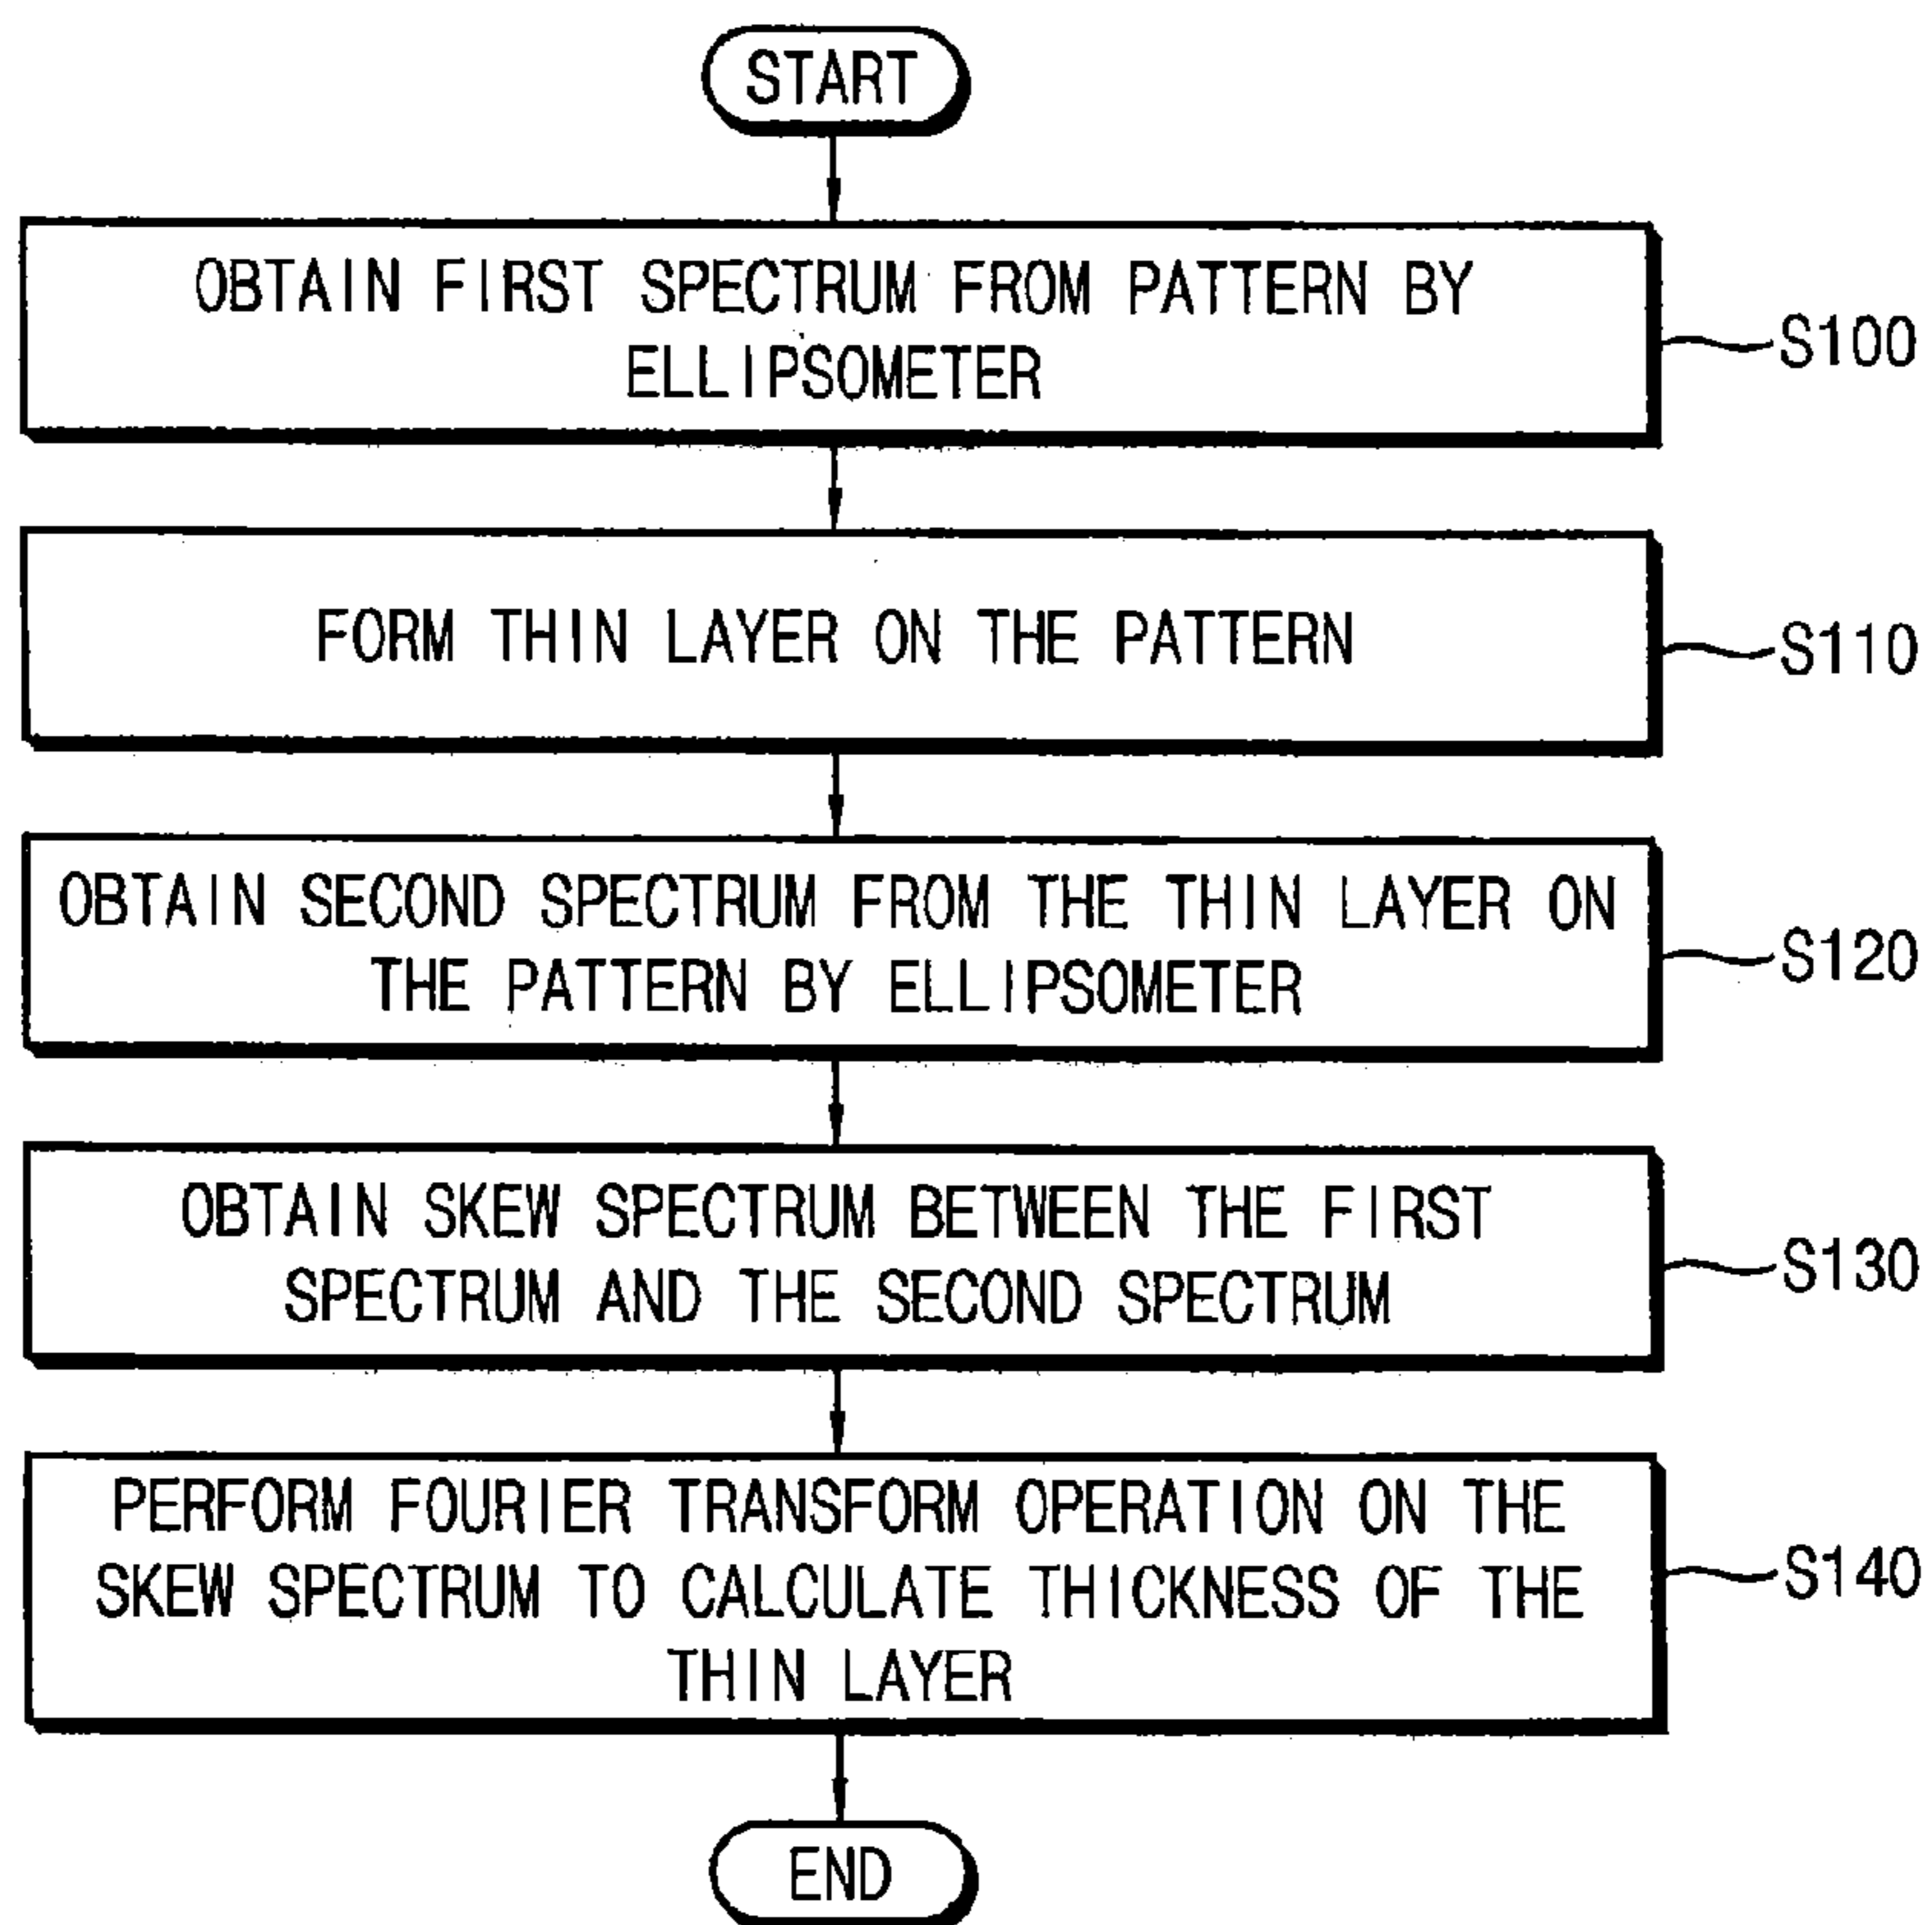 START
OBTAIN FIRST SPECTRUM FROM PATTERN BY
ELLIPSOMETER
S100
FORM THIN LAYER ON THE PATTERN
S110
OBTAIN SECOND SPECTRUM FROM THE THIN LAYER ON
THE PATTERN BY ELLIPSOMETER
S120
OBTAIN SKEW SPECTRUM BETWEEN THE FIRST
SPECTRUM AND THE SECOND SPECTRUM
S130
PERFORM FOURIER TRANSFORM OPERATION ON THE
SKEW SPECTRUM TO CALCULATE THICKNESS OF THE
THIN LAYER
S140
END